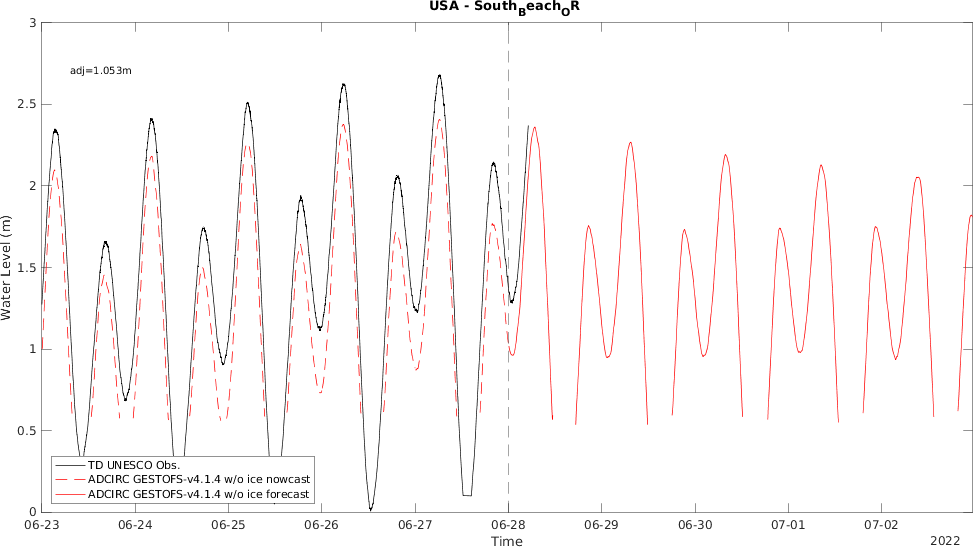 USA - South_Beach_OR
adj=1.053m
Water Level (m)
3
2.5
2
1.5
1
0.5
0
TD UNESCO Obs.
ADCIRC GESTOFS-v4.1.4 w/o ice nowcast
ADCIRC GESTOFS-v4.1.4 w/o ice forecast
06-23 06-24 06-25 06-26 06-27 06-28 06-29 06-30 07-01 07-02
Time
2022